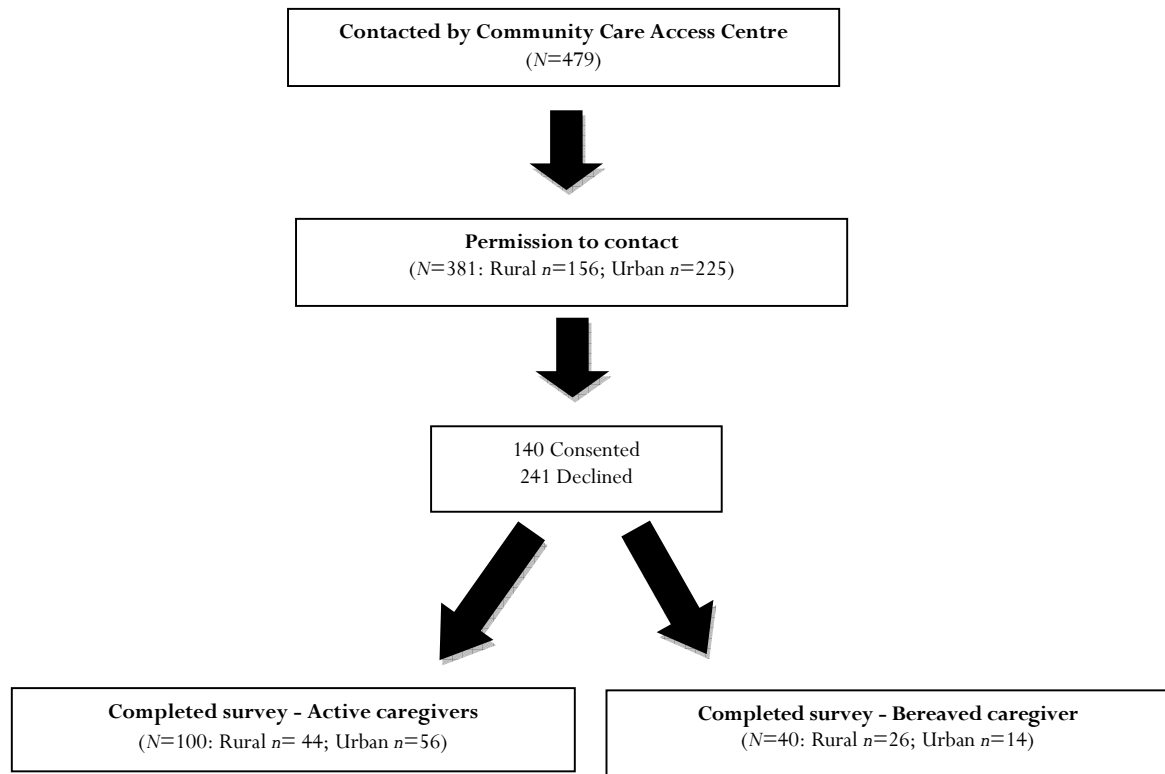 Contacted by Community Care Access Centre
(N=479)
Permission to contact
(N=381: Rural n=156; Urban n=225)
140 Consented
241 Declined
Completed survey - Active caregivers
(N=100: Rural n= 44; Urban n=56)
Completed survey - Bereaved caregiver
(N=40: Rural n=26; Urban n=14)